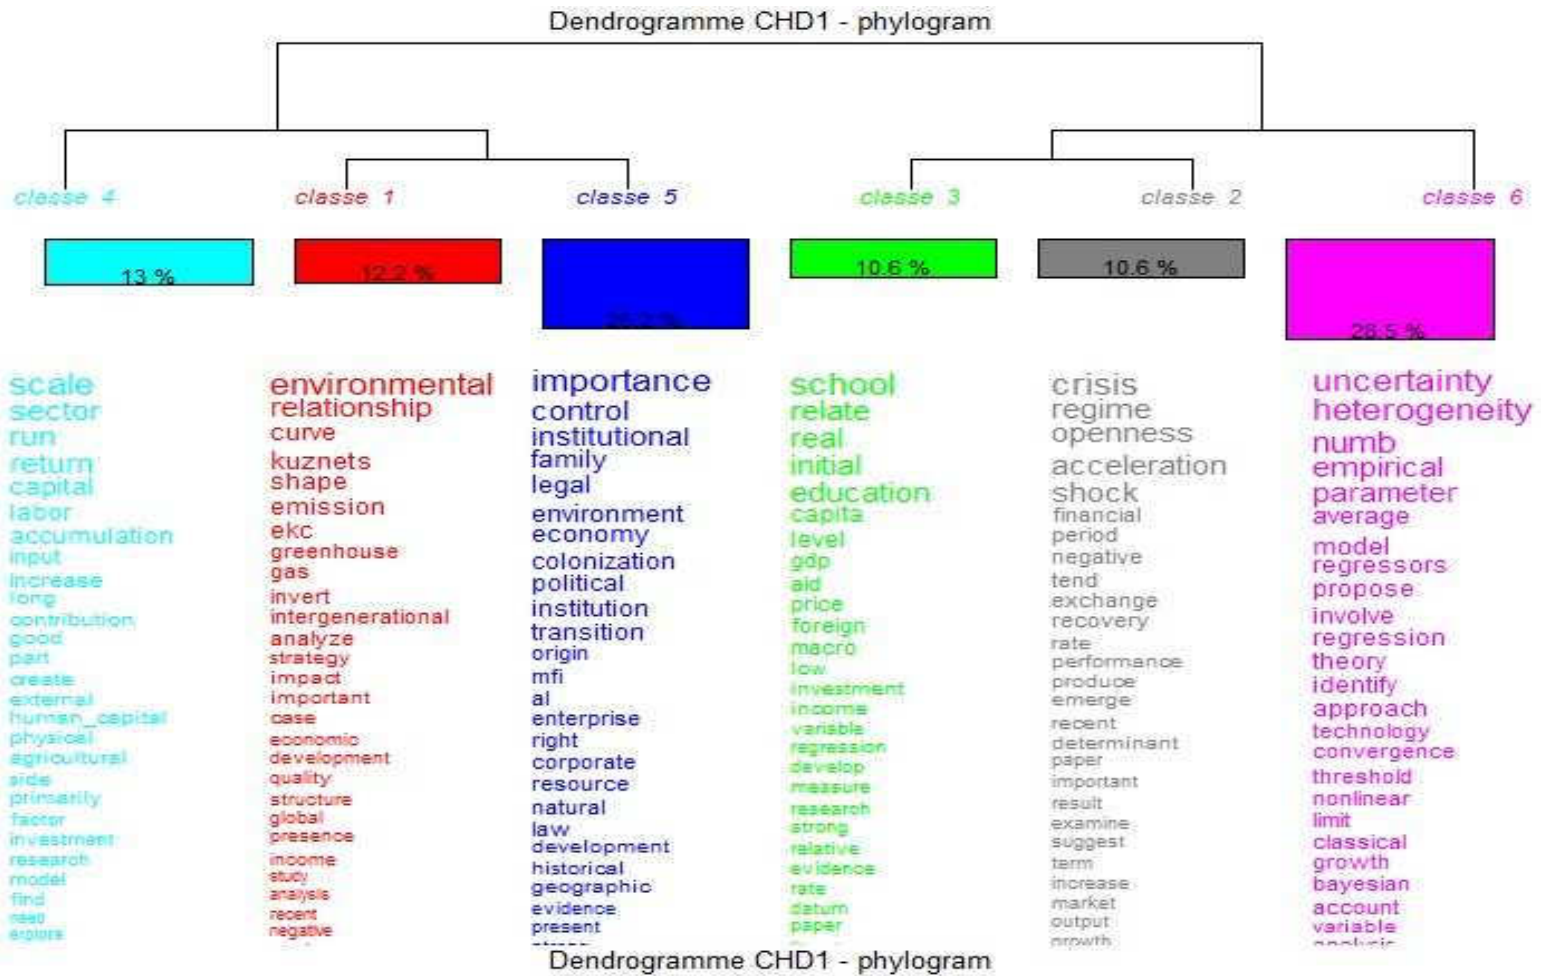 Dendrogramme CHD1 - phylogram
classe 4
classe 1
classe 5
classe 3
classe 2
classe 6
13 %
12.2 %
10.6 %
10.6 %
28.5 %
scale
sector
run
return
capital
labor
accumulation
input
increase
long
contribution
good
part
create
external
human_capital
physical
agricultural
side
primarily
factor
investment
research
model
find
need
explore
environmental
relationship
curve
kuznets
shape
emission
ekc
greenhouse
gas
invert
intergenerational
analyze
strategy
impact
important
case
economic
development
quality
structure
global
presence
income
study
analysis
recent
negative
importance
control
institutional
family
legal
environment
economy
colonization
political
institution
transition
origin
mfi
al
enterprise
right
corporate
resource
natural
law
development
historical
geographic
evidence
present
school
relate
real
initial
education
capita
level
gdp
aid
price
foreign
macro
low
investment
income
variable
regression
develop
measure
research
strong
relative
evidence
rate
datum
paper
crisis
regime
openness
acceleration
shock
financial
period
negative
tend
exchange
recovery
rate
performance
produce
emerge
recent
determinant
paper
important
result
examine
suggest
term
increase
market
output
growth
uncertainty
heterogeneity
numb
empirical
parameter
average
model
regressors
propose
involve
regression
theory
identify
approach
technology
convergence
threshold
nonlinear
limit
classical
growth
bayesian
account
variable
analysis
Dendrogramme CHD1 - phylogram